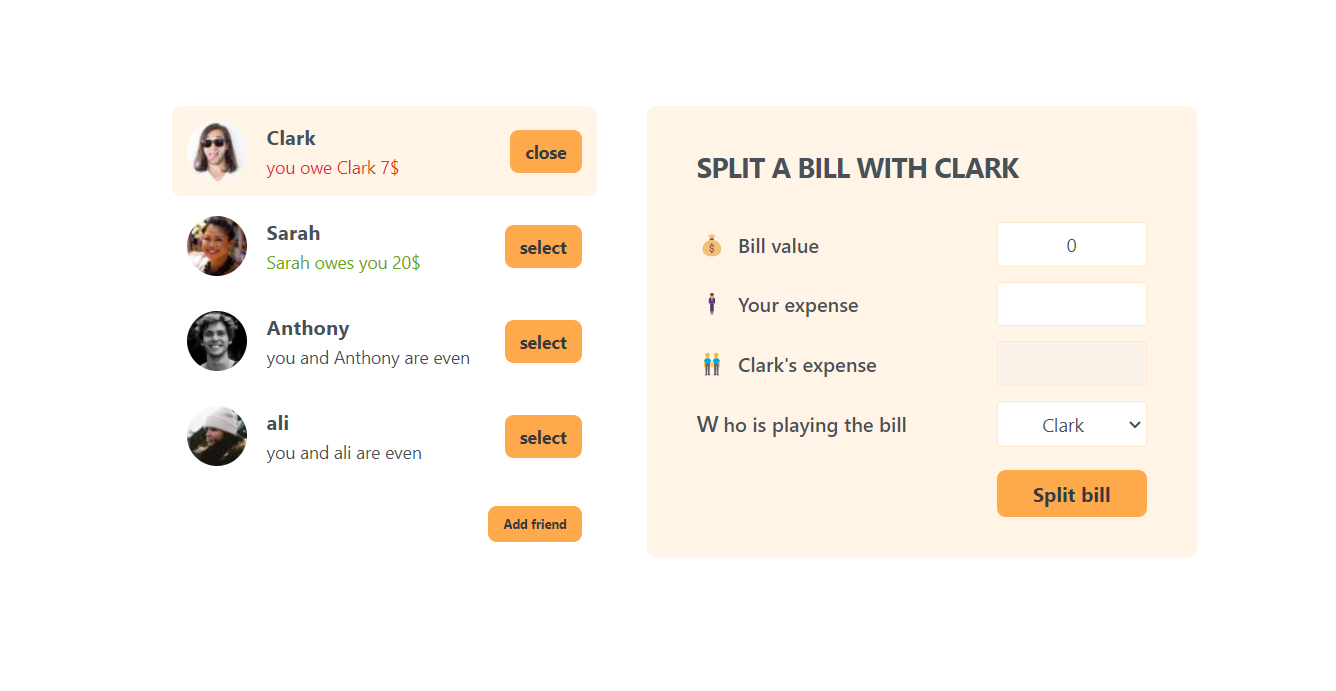 Clark
you owe Clark 7$
close
Sarah
Sarah owes you 20$
select
Anthony
you and Anthony are even
select
ali
you and ali are even
select
Add friend
SPLIT A BILL WITH CLARK
💰 Bill value
0
🕴 Your expense
👬 Clark's expense
W ho is playing the bill
Clark
Split bill